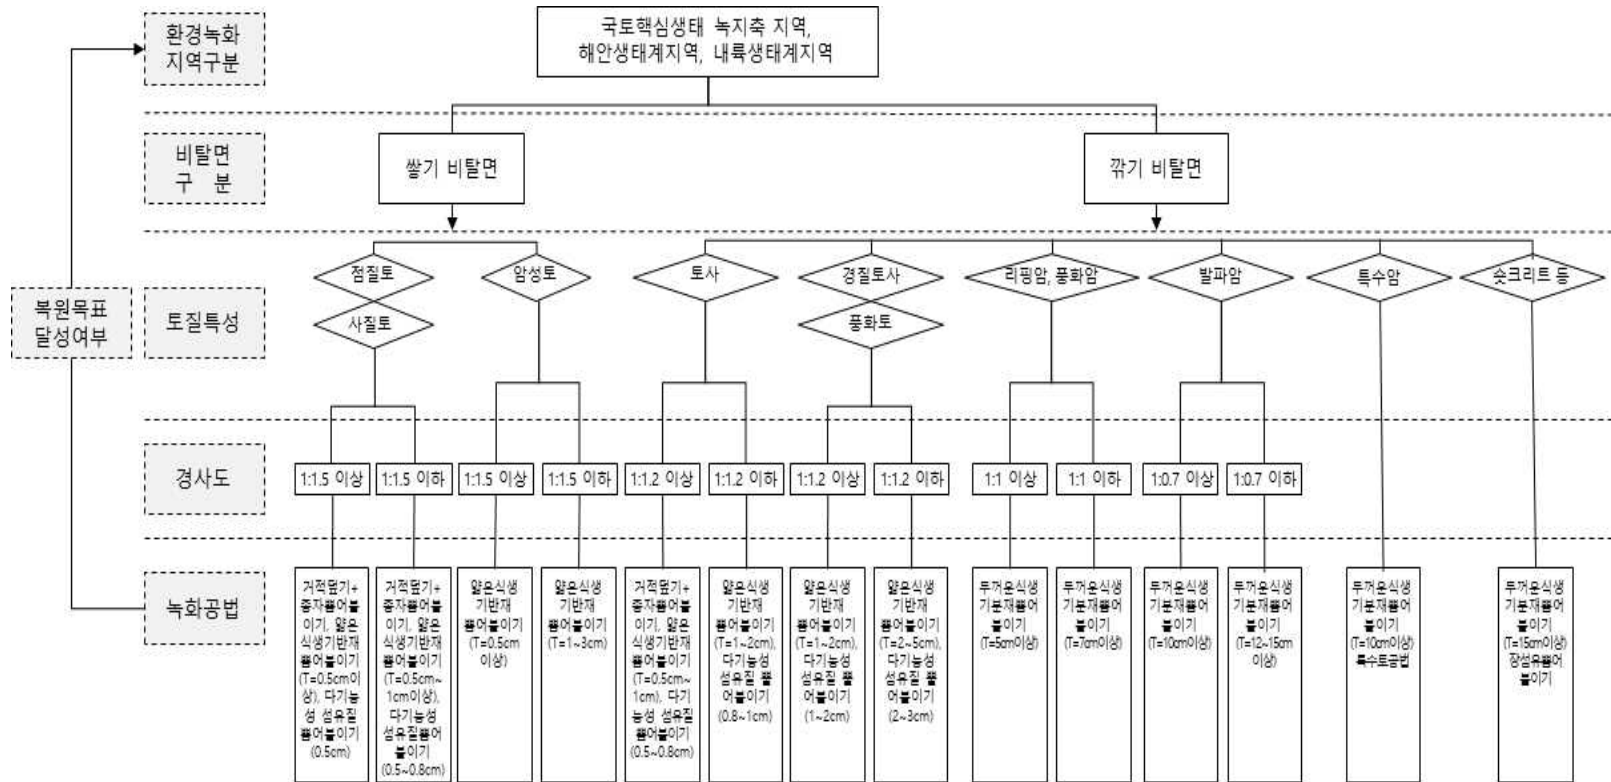 환경녹화
지역구분
국토핵심생태 녹지축 지역,
해안생태계지역, 내륙생태계지역
비탈면
구 분
쌓기 비탈면
깎기 비탈면
복원목표
달성여부
토질특성
점질토
사질토
암성토
토사
경질토사
풍화토
리핑암, 풍화암
발파암
특수암
숏크리트 등
경사도
1:1.5 이상
1:1.5 이하
1:1.5 이상
1:1.5 이하
1:1.2 이상
1:1.2 이하
1:1.2 이상
1:1.2 이하
1:1 이상
1:1 이하
1:0.7 이상
1:0.7 이하
녹화공법
거적덮기+
종자뿜어붙
이기, 얇은
식생기반재
뿜어붙이기
(T=0.5cm이
상), 다기능
성 섬유질
뿜어붙이기
(0.5cm)
거적덮기+
종자뿜어붙
이기, 얇은
식생기반재
뿜어붙이기
(T=0.5cm~
1cm이상),
다기능성
섬유질뿜어
붙이기
(0.5~0.8cm)
얇은식생
기반재
뿜어붙이기
(T=0.5cm
이상)
얇은식생
기반재
뿜어붙이기
(T=1~3cm)
거적덮기+
종자뿜어붙
이기, 얇은
식생기반재
뿜어붙이기
(T=0.5cm~
1cm), 다기
능성 섬유질
뿜어붙이기
(0.5~0.8cm)
얇은식생
기반재
뿜어붙이기
(T=1~2cm),
다기능성
섬유질 뿜
어붙이기
(0.8~1cm)
얇은식생
기반재
뿜어붙이기
(T=1~2cm),
다기능성
섬유질 뿜
어붙이기
(1~2cm)
얇은식생
기반재
뿜어붙이기
(T=2~5cm),
다기능성
섬유질 뿜
어붙이기
(2~3cm)
두꺼운식생
기분재뿜어
붙이기
(T=5cm이상)
두꺼운식생
기분재뿜어
붙이기
(T=7cm이상)
두꺼운식생
기분재뿜어
붙이기
(T=10cm이상)
두꺼운식생
기분재뿜어
붙이기
(T=12~15cm
이상)
두꺼운식생
기분재뿜어
붙이기
(T=10cm이상)
특수토공법
두꺼운식생
기분재뿜어
붙이기
(T=15cm이상)
장섬유뿜어
붙이기